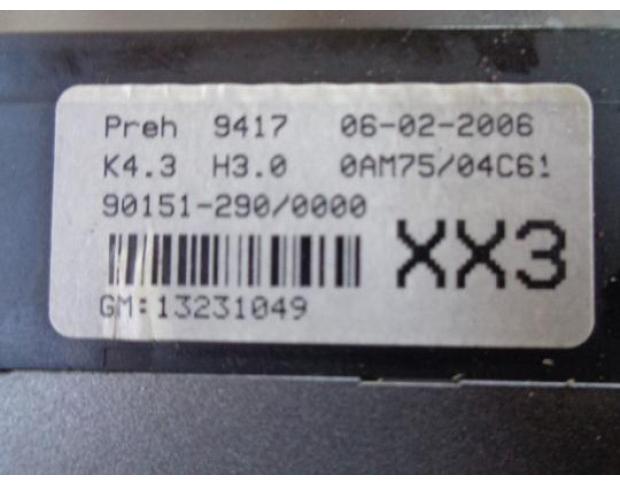 Preh 9417 06-02-2006
K4.3 H3.0 0AM75/04C61
90151-290/0000
XX3
GM:13231049